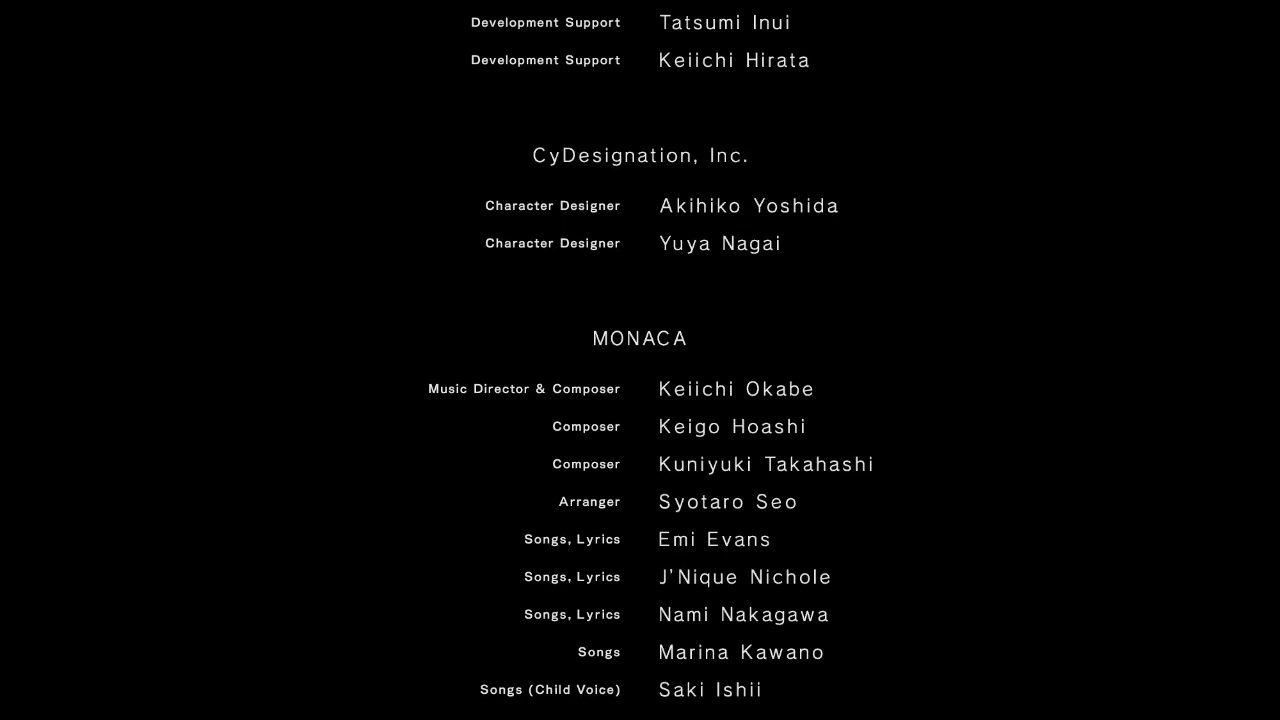 Development Support Tatsumi Inui
Development Support Keiichi Hirata
CyDesignation, Inc.
Character Designer Akihiko Yoshida
Character Designer Yuya Nagai
MONACA
Music Director & Composer Keiichi Okabe
Composer Keigo Hoashi
Composer Kuniyuki Takahashi
Arranger Syotaro Seo
Songs, Lyrics Emi Evans
Songs, Lyrics J’Nique Nichole
Songs, Lyrics Nami Nakagawa
Songs Marina Kawano
Songs (Child Voice) Saki Ishii